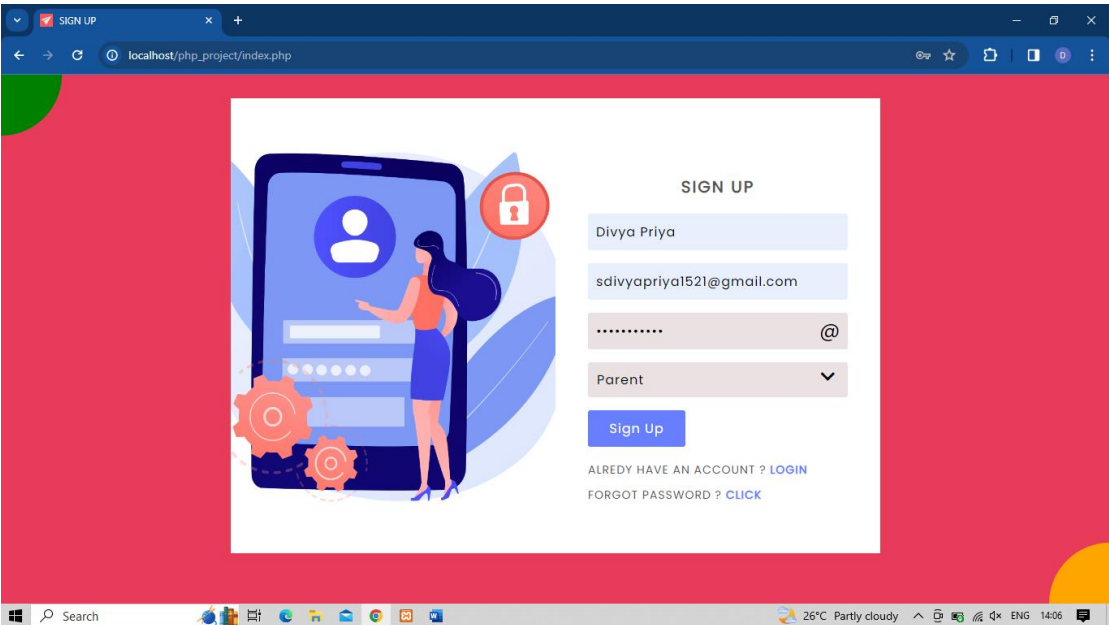 SIGN UP
localhost/php_project/index.php
D
SIGN UP
Divya Priya
sdivyapriya1521@gmail.com
•••••••••••
@
Parent
Sign Up
ALREDY HAVE AN ACCOUNT ? LOGIN
FORGOT PASSWORD ? CLICK
Search
26°C Partly cloudy
ENG
14:06